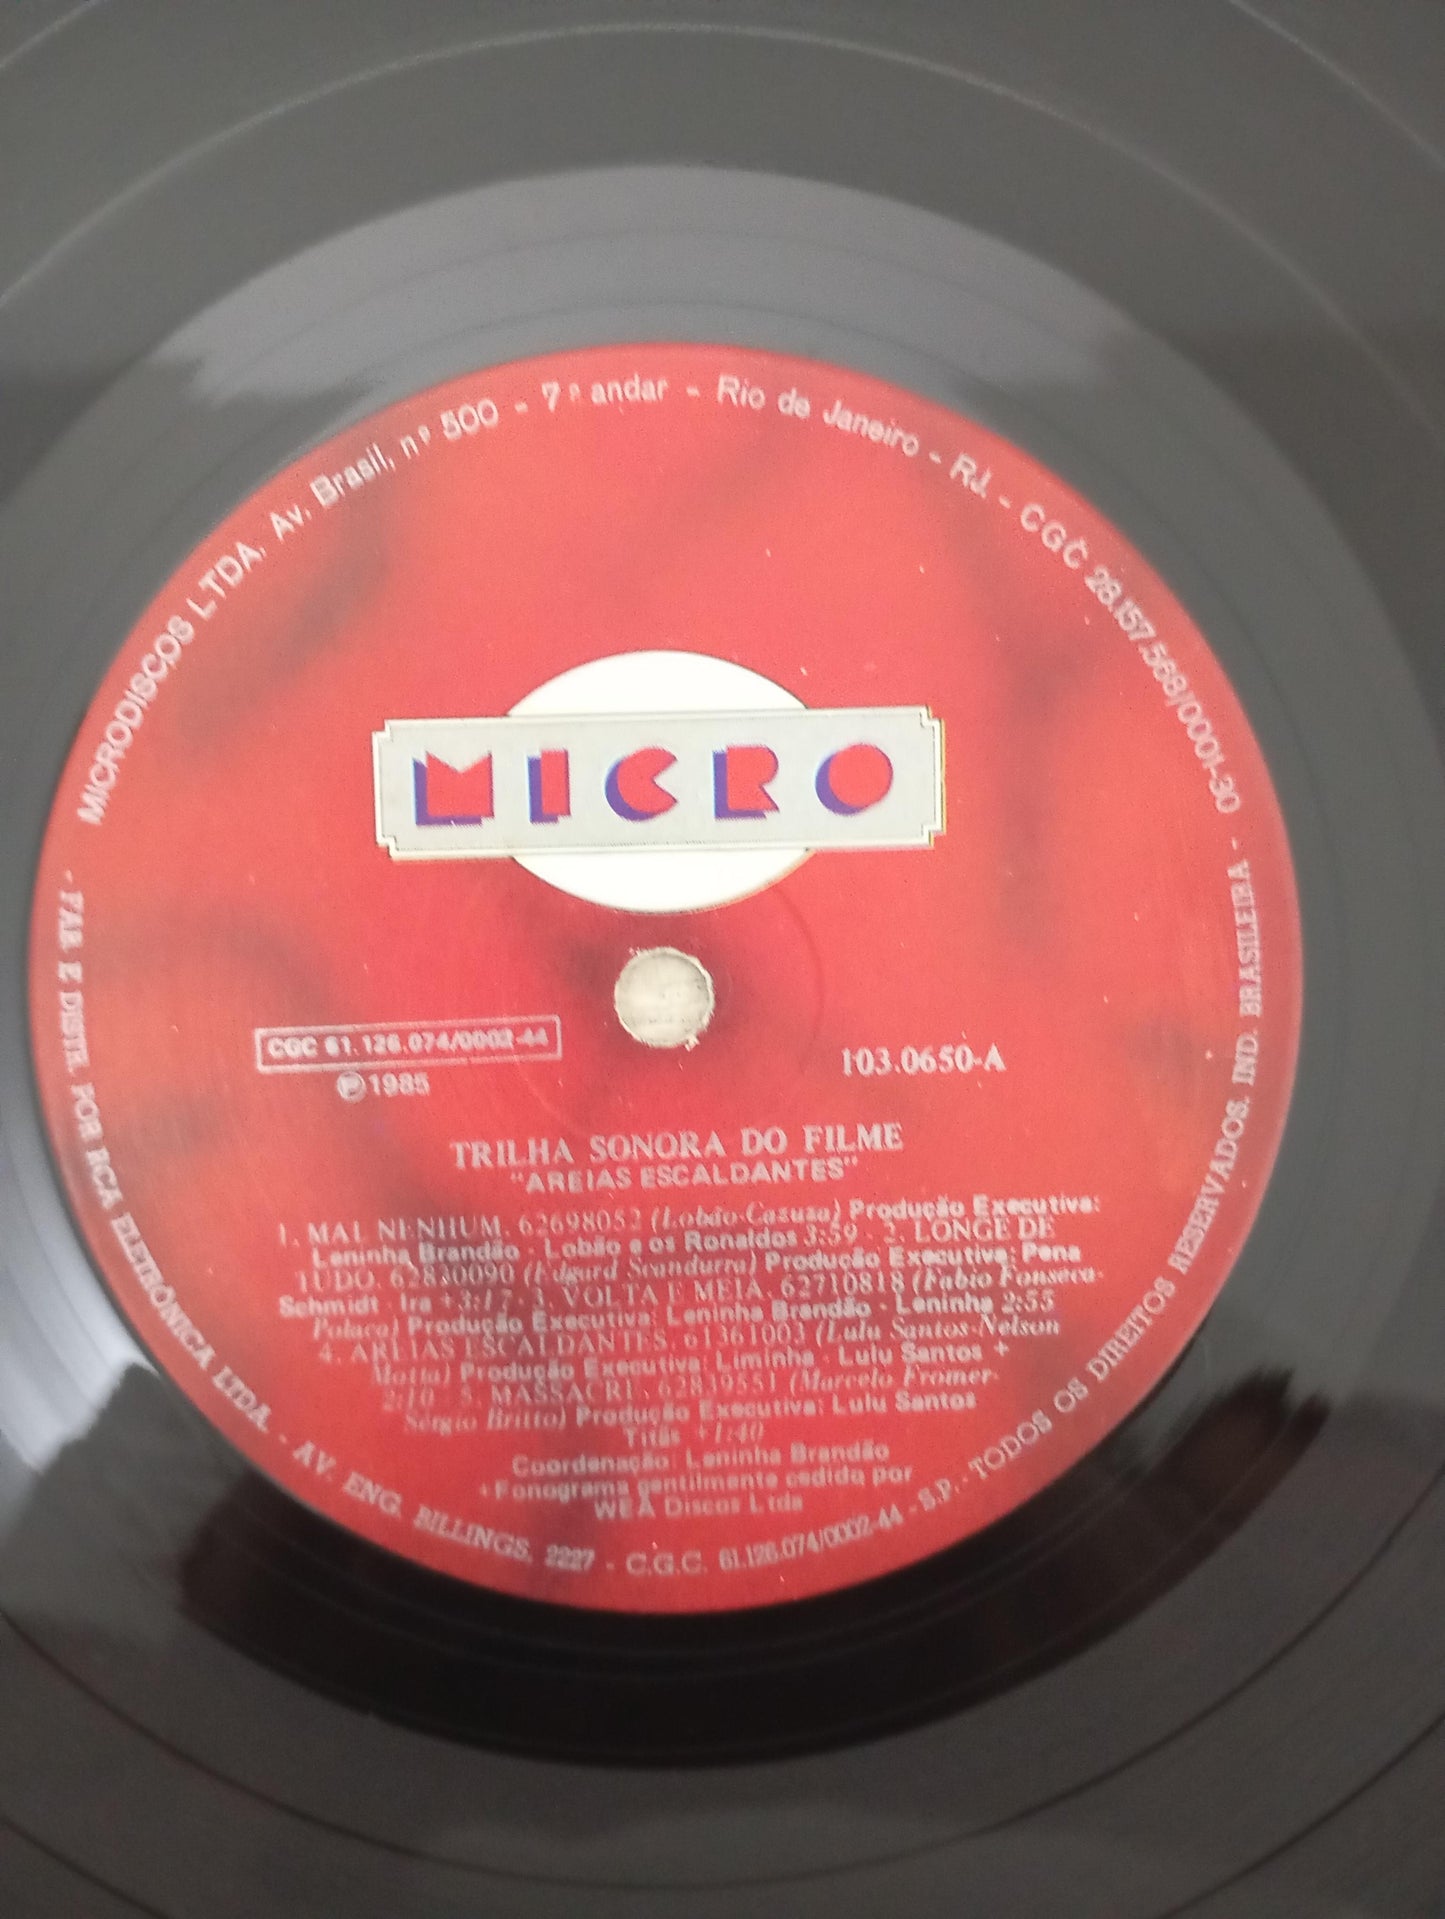 MICRODISCOS LTDA. Av. Brasil, nº 500 - 7º andar - Rio de Janeiro - RJ. - CGC 28.157.568/0001-30
MICRO
CGC 61.126.074/0002-44
℗ 1985
103.0650-A
TRILHA SONORA DO FILME
"AREIAS ESCALDANTES"
1. MAL NENHUM. 62698052 (Lobão-Cazuza) Produção Executiva:
Leninha Brandão - Lobão e os Ronaldos 3:59 - 2. LONGE DE
TUDO. 62830090 (Edgard Scandurra) Produção Executiva: Pena
Schmidt - Ira +3:17 - 3. VOLTA E MEIA. 62710818 (Fabio Fonseca-
Polaco) Produção Executiva: Leninha Brandão - Leninha 2:55
4. AREIAS ESCALDANTES. 61361003 (Lulu Santos-Nelson
Motta) Produção Executiva: Liminha - Lulu Santos +
2:10 - 5. MASSACRE. 62839551 (Marcelo Fromer-
Sérgio Britto) Produção Executiva: Lulu Santos
Titãs +1:40
Coordenação: Leninha Brandão
+Fonograma gentilmente cedido por
WEA Discos Ltda
- FAB. E DISTR. POR RCA ELETRÔNICA LTDA. - AV. ENG. BILLINGS, 2227 - C.G.C. 61.126.074/0002-44 - S.P. - TODOS OS DIREITOS RESERVADOS. IND. BRASILEIRA -